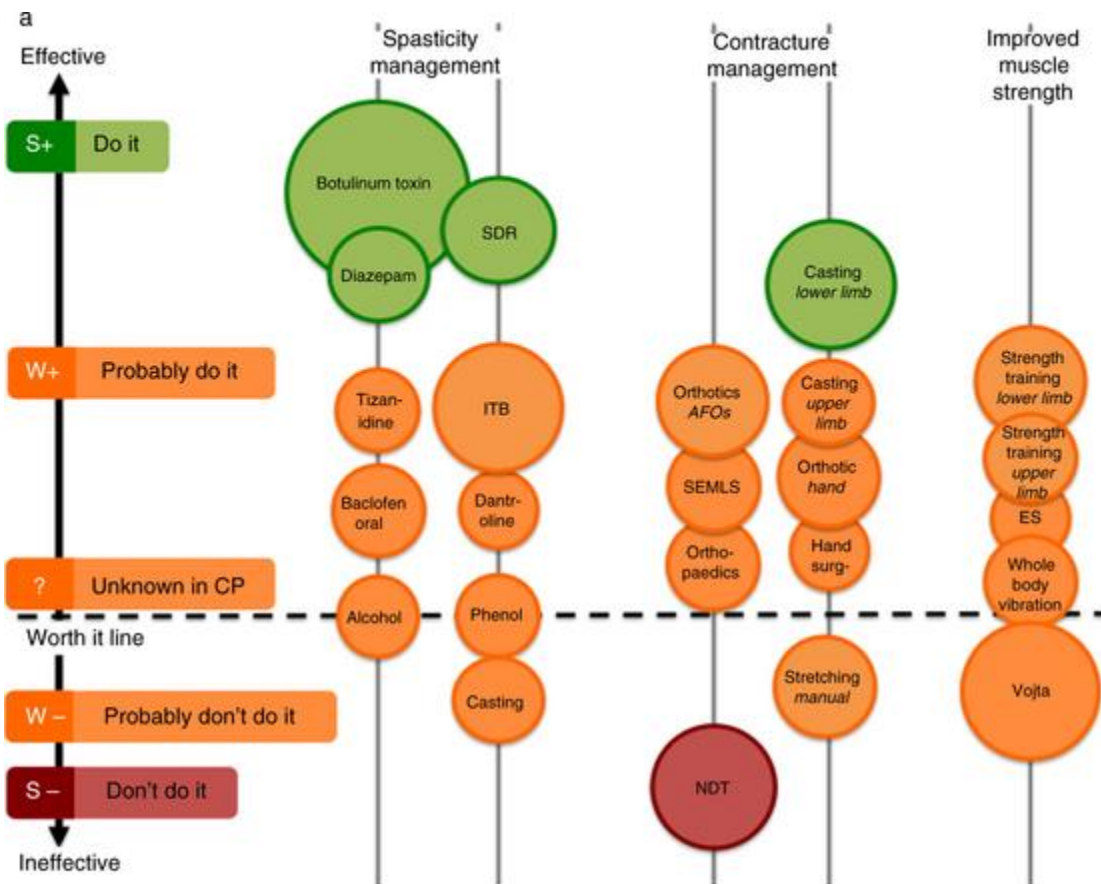 a
Effective
S+ Do it
W+ Probably do it
? Unknown in CP
Worth it line
W – Probably don't do it
S – Don't do it
Ineffective
Spasticity
management
Botulinum toxin
SDR
Diazepam
Tizan-
idine
ITB
Baclofen
oral
Dantr-
oline
Alcohol
Phenol
Casting
Contracture
management
Casting
lower limb
Orthotics
AFOs
Casting
upper
limb
SEMLS
Orthotic
hand
Ortho-
paedics
Hand
surg-
Stretching
manual
NDT
Improved
muscle
strength
Strength
training
lower limb
Strength
training
upper
limb
ES
Whole
body
vibration
Vojta